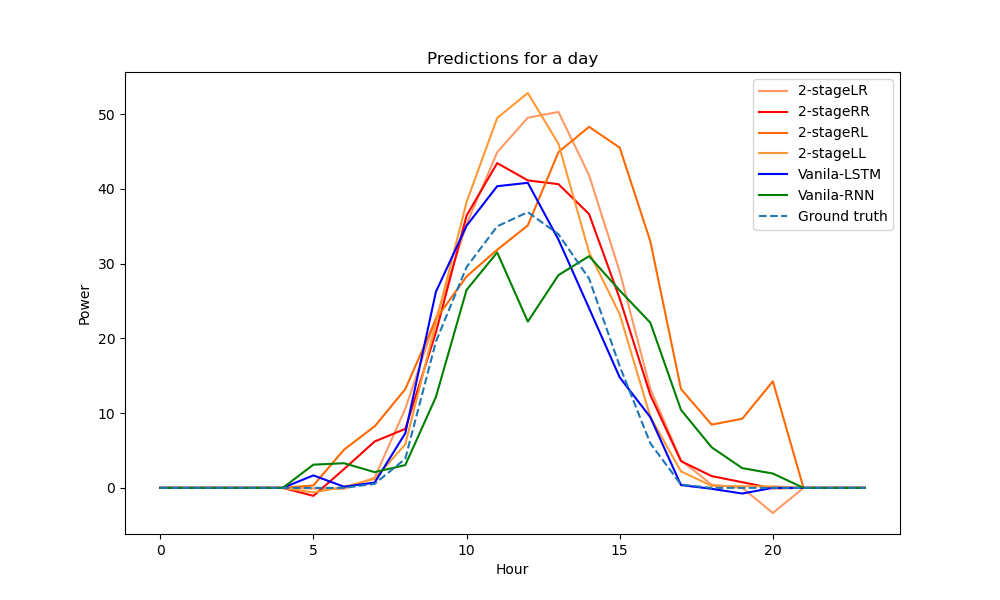 Predictions for a day
2-stageLR
2-stageRR
2-stageRL
2-stageLL
Vanila-LSTM
Vanila-RNN
Ground truth
50
40
30
20
10
0
Power
0 5 10 15 20
Hour